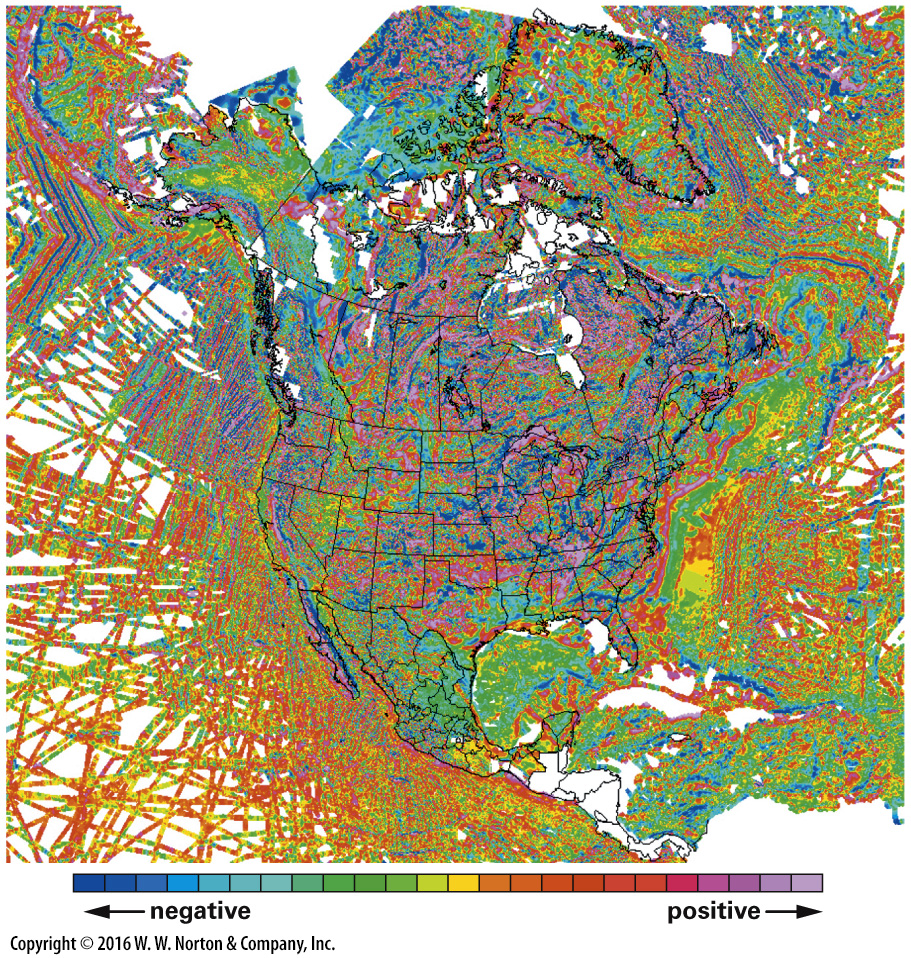 negative positive
Copyright © 2016 W. W. Norton & Company, Inc.